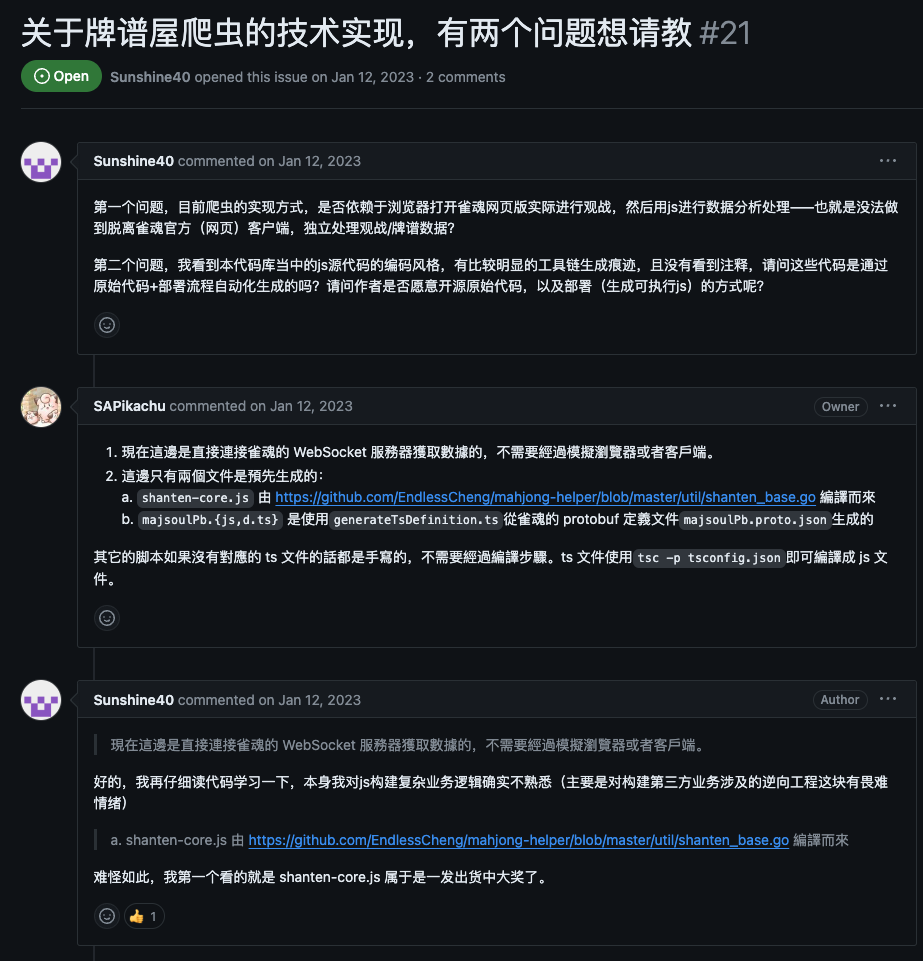 关于牌谱屋爬虫的技术实现，有两个问题想请教 #21
Open Sunshine40 opened this issue on Jan 12, 2023 · 2 comments
Sunshine40 commented on Jan 12, 2023
第一个问题，目前爬虫的实现方式，是否依赖于浏览器打开雀魂网页版实际进行观战，然后用js进行数据分析处理——也就是没法做
到脱离雀魂官方（网页）客户端，独立处理观战/牌谱数据？
第二个问题，我看到本代码库当中的js源代码的编码风格，有比较明显的工具链生成痕迹，且没有看到注释，请问这些代码是通过
原始代码+部署流程自动化生成的吗？请问作者是否愿意开源原始代码，以及部署（生成可执行js）的方式呢？
SAPikachu commented on Jan 12, 2023 Owner
1. 現在這邊是直接連接雀魂的 WebSocket 服務器獲取數據的，不需要經過模擬瀏覽器或者客戶端。
2. 這邊只有兩個文件是預先生成的：
a. shanten-core.js 由 https://github.com/EndlessCheng/mahjong-helper/blob/master/util/shanten_base.go 編譯而來
b. majsoulPb.{js,d.ts} 是使用 generateTsDefinition.ts 從雀魂的 protobuf 定義文件 majsoulPb.proto.json 生成的
其它的脚本如果沒有對應的 ts 文件的話都是手寫的，不需要經過編譯步驟。ts 文件使用 tsc -p tsconfig.json 即可編譯成 js 文
件。
Sunshine40 commented on Jan 12, 2023 Author
現在這邊是直接連接雀魂的 WebSocket 服務器獲取數據的，不需要經過模擬瀏覽器或者客戶端。
好的，我再仔细读代码学习一下，本身我对js构建复杂业务逻辑确实不熟悉（主要是对构建第三方业务涉及的逆向工程这块有畏难
情绪）
a. shanten-core.js 由 https://github.com/EndlessCheng/mahjong-helper/blob/master/util/shanten_base.go 編譯而來
难怪如此，我第一个看的就是 shanten-core.js 属于是一发出货中大奖了。
👍 1